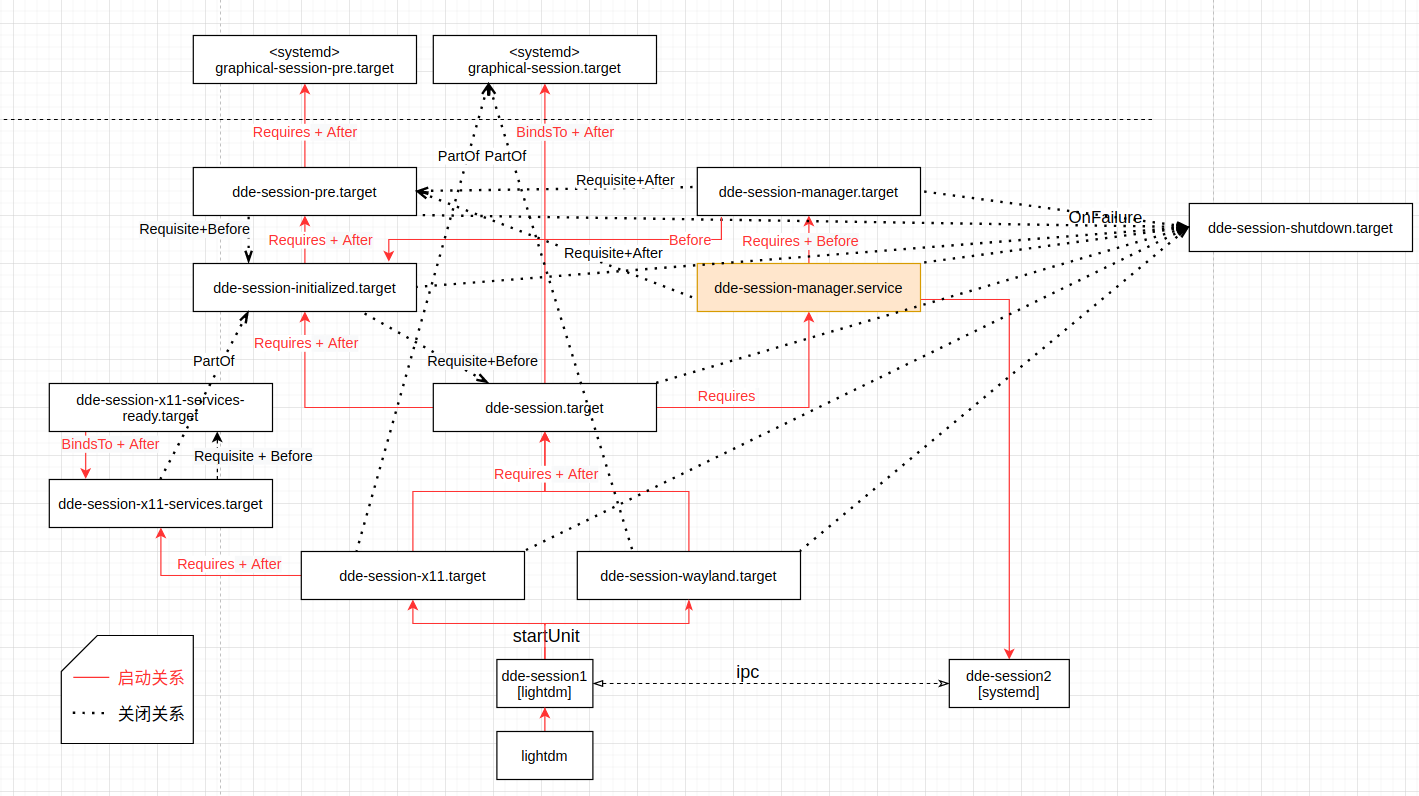 <systemd>
graphical-session-pre.target
<systemd>
graphical-session.target
Requires + After
BindsTo + After
PartOf
PartOf
dde-session-pre.target
Requisite+After
dde-session-manager.target
OnFailure
dde-session-shutdown.target
Requisite+Before
Requires + After
Before
Requires + Before
Requisite+After
dde-session-initialized.target
dde-session-manager.service
Requires + After
PartOf
Requisite+Before
dde-session-x11-services-
ready.target
dde-session.target
Requires
BindsTo + After
Requisite + Before
Requires + After
dde-session-x11-services.target
Requires + After
dde-session-x11.target
dde-session-wayland.target
startUnit
dde-session1
[lightdm]
ipc
dde-session2
[systemd]
启动关系
关闭关系
lightdm